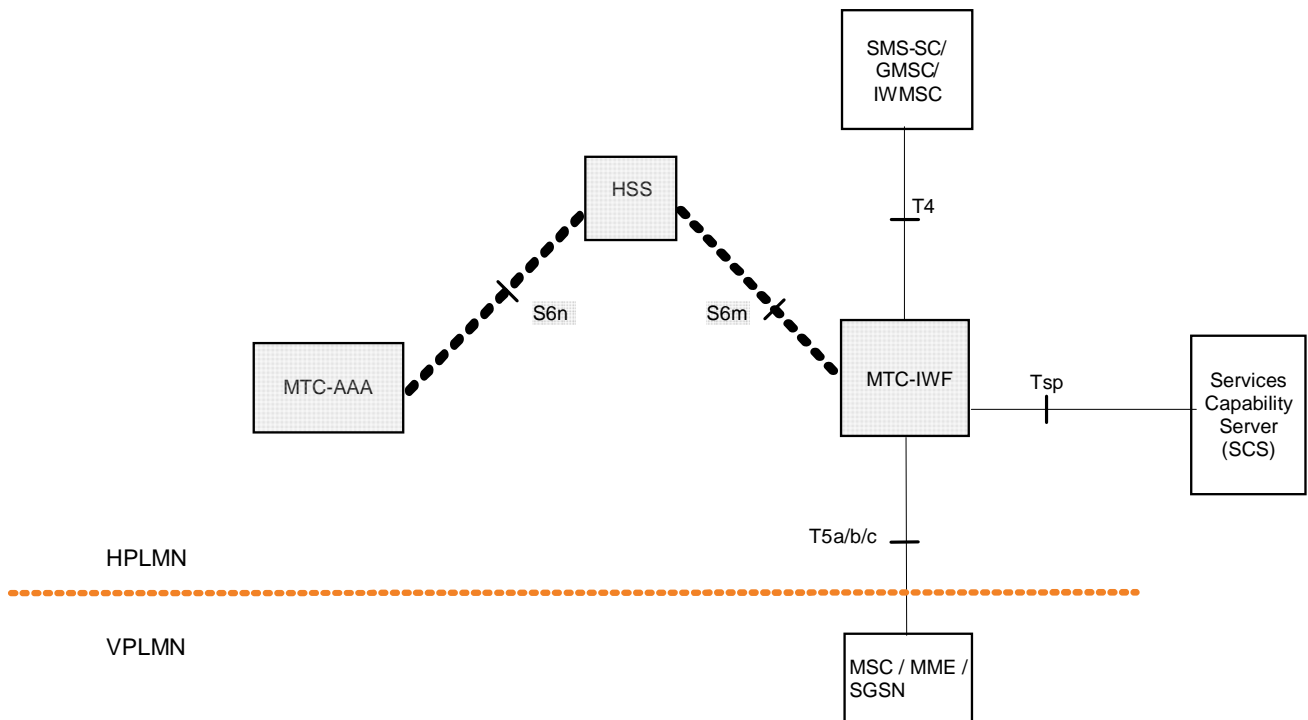 SMS-SC/
GMSC/
IWMSC
HSS
T4
S6n
S6m
MTC-AAA
MTC-IWF
Tsp
Services
Capability
Server
(SCS)
T5a/b/c
HPLMN
VPLMN
MSC / MME /
SGSN